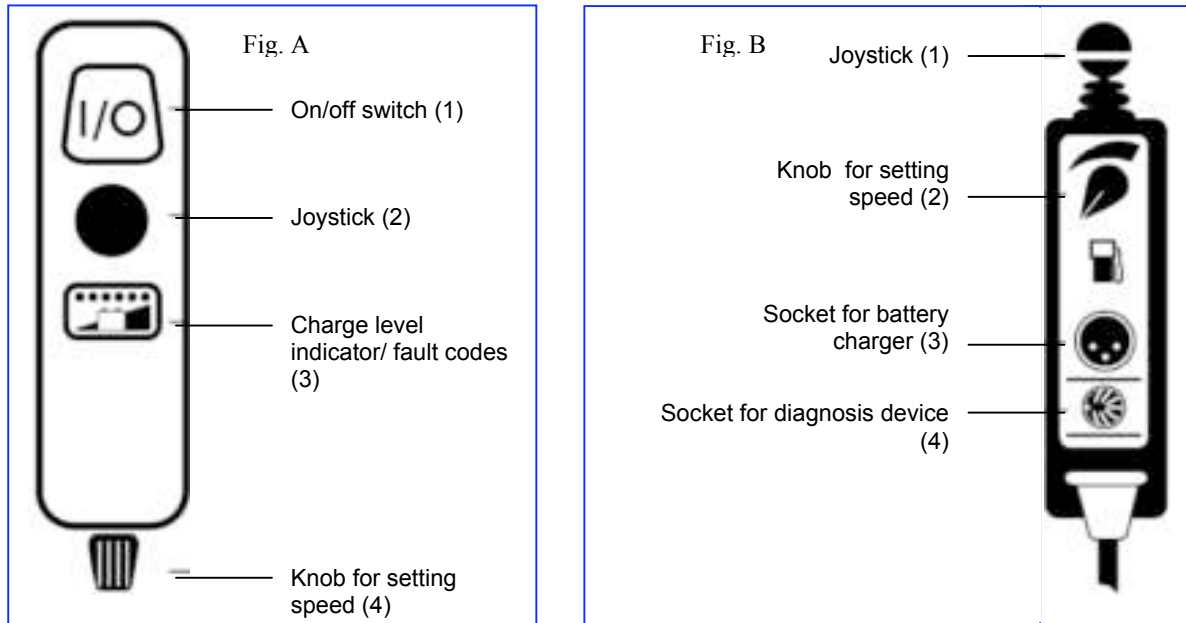 Fig. A
I/O
On/off switch (1)
Joystick (2)
Charge level
indicator/ fault codes
(3)
Knob for setting
speed (4)
Fig. B
Joystick (1)
Knob for setting
speed (2)
Socket for battery
charger (3)
Socket for diagnosis device
(4)